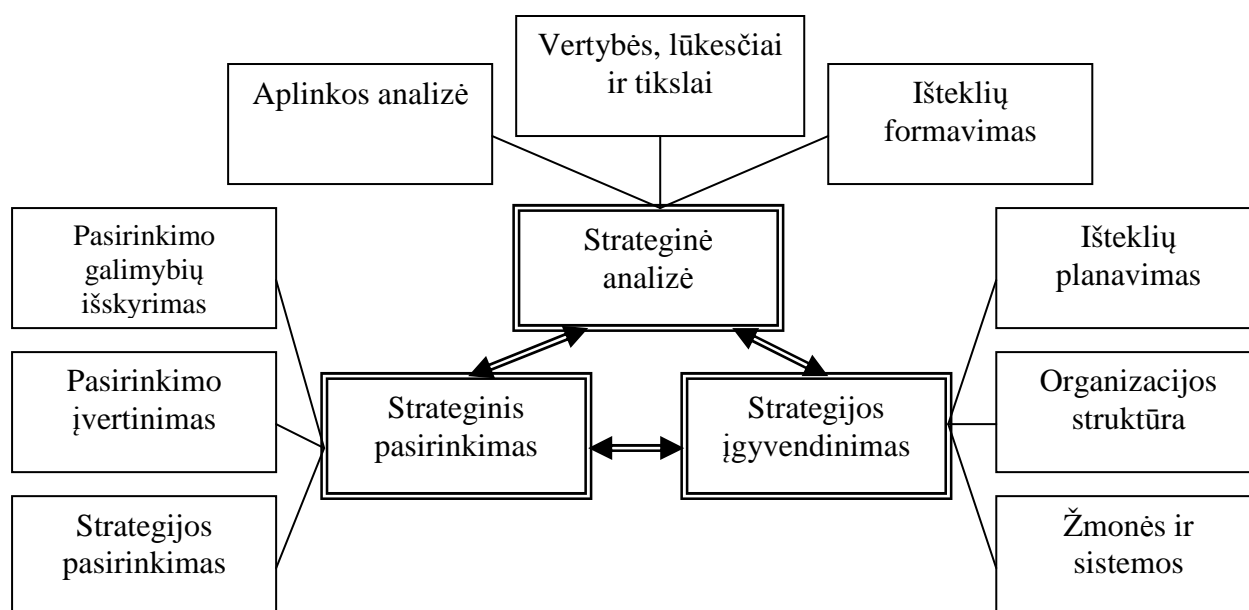 Vertybės, lūkesčiai
ir tikslai
Aplinkos analizė
Išteklių
formavimas
Strateginė
analizė
Pasirinkimo
galimybių
išskyrimas
Pasirinkimo
įvertinimas
Strategijos
pasirinkimas
Strateginis
pasirinkimas
Strategijos
įgyvendinimas
Išteklių
planavimas
Organizacijos
struktūra
Žmonės ir
sistemos